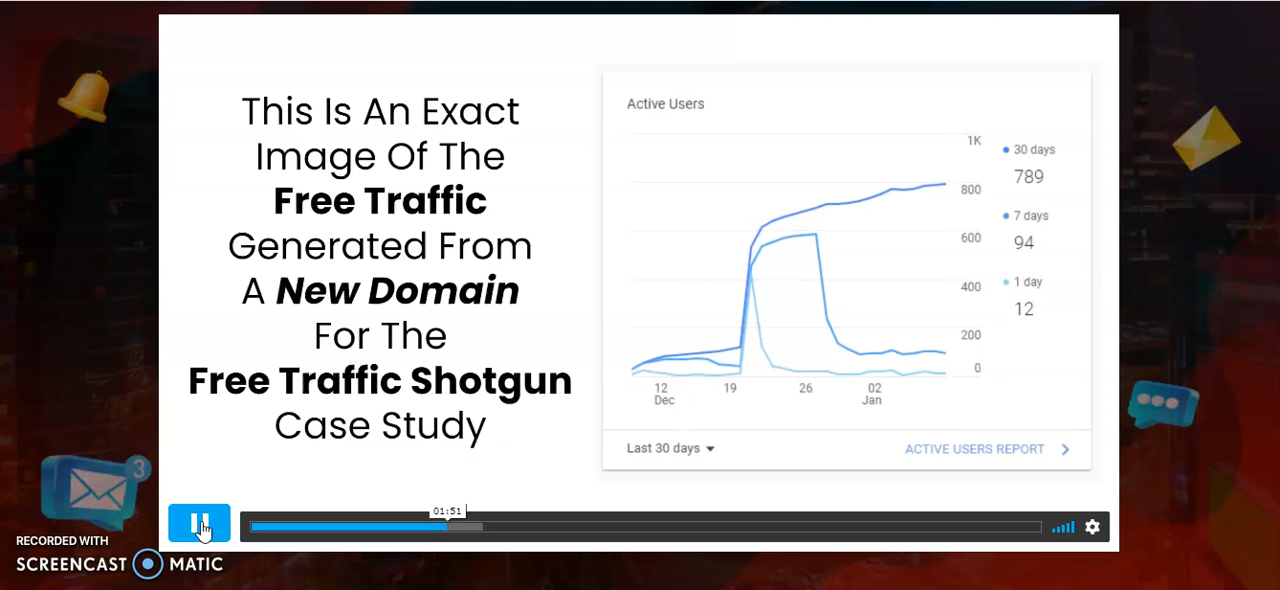 This Is An Exact
Image Of The
Free Traffic
Generated From
A New Domain
For The
Free Traffic Shotgun
Case Study
Active Users
1K
800
600
400
200
0
12
Dec
19
26
02
Jan
30 days
789
7 days
94
1 day
12
Last 30 days
ACTIVE USERS REPORT
01:51
3
RECORDED WITH
SCREENCAST MATIC